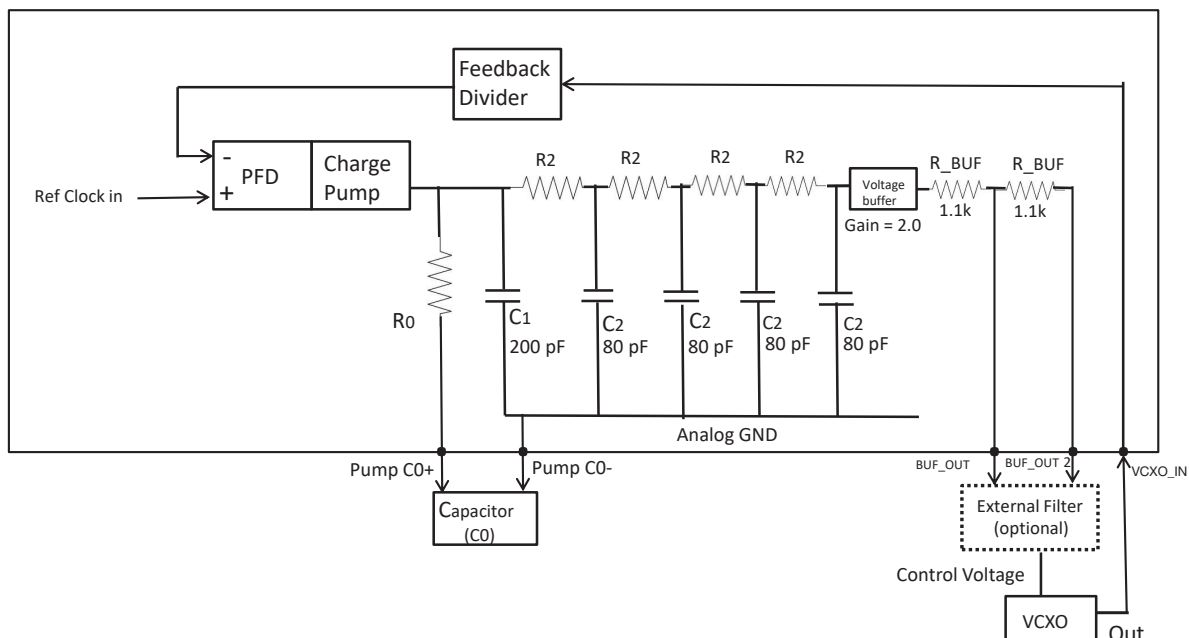 Feedback
Divider
R2
R2
R2
R2
R_BUF
R_BUF
-
PFD
+
Charge
Pump
Voltage
buffer
Ref Clock in
1.1k
1.1k
Gain = 2.0
R0
C1
200 pF
C2
80 pF
C2
80 pF
C2
80 pF
C2
80 pF
Analog GND
Pump C0+
Pump C0-
BUF_OUT
BUF_OUT 2
VCXO_IN
Capacitor
(C0)
External Filter
(optional)
Control Voltage
VCXO
Out